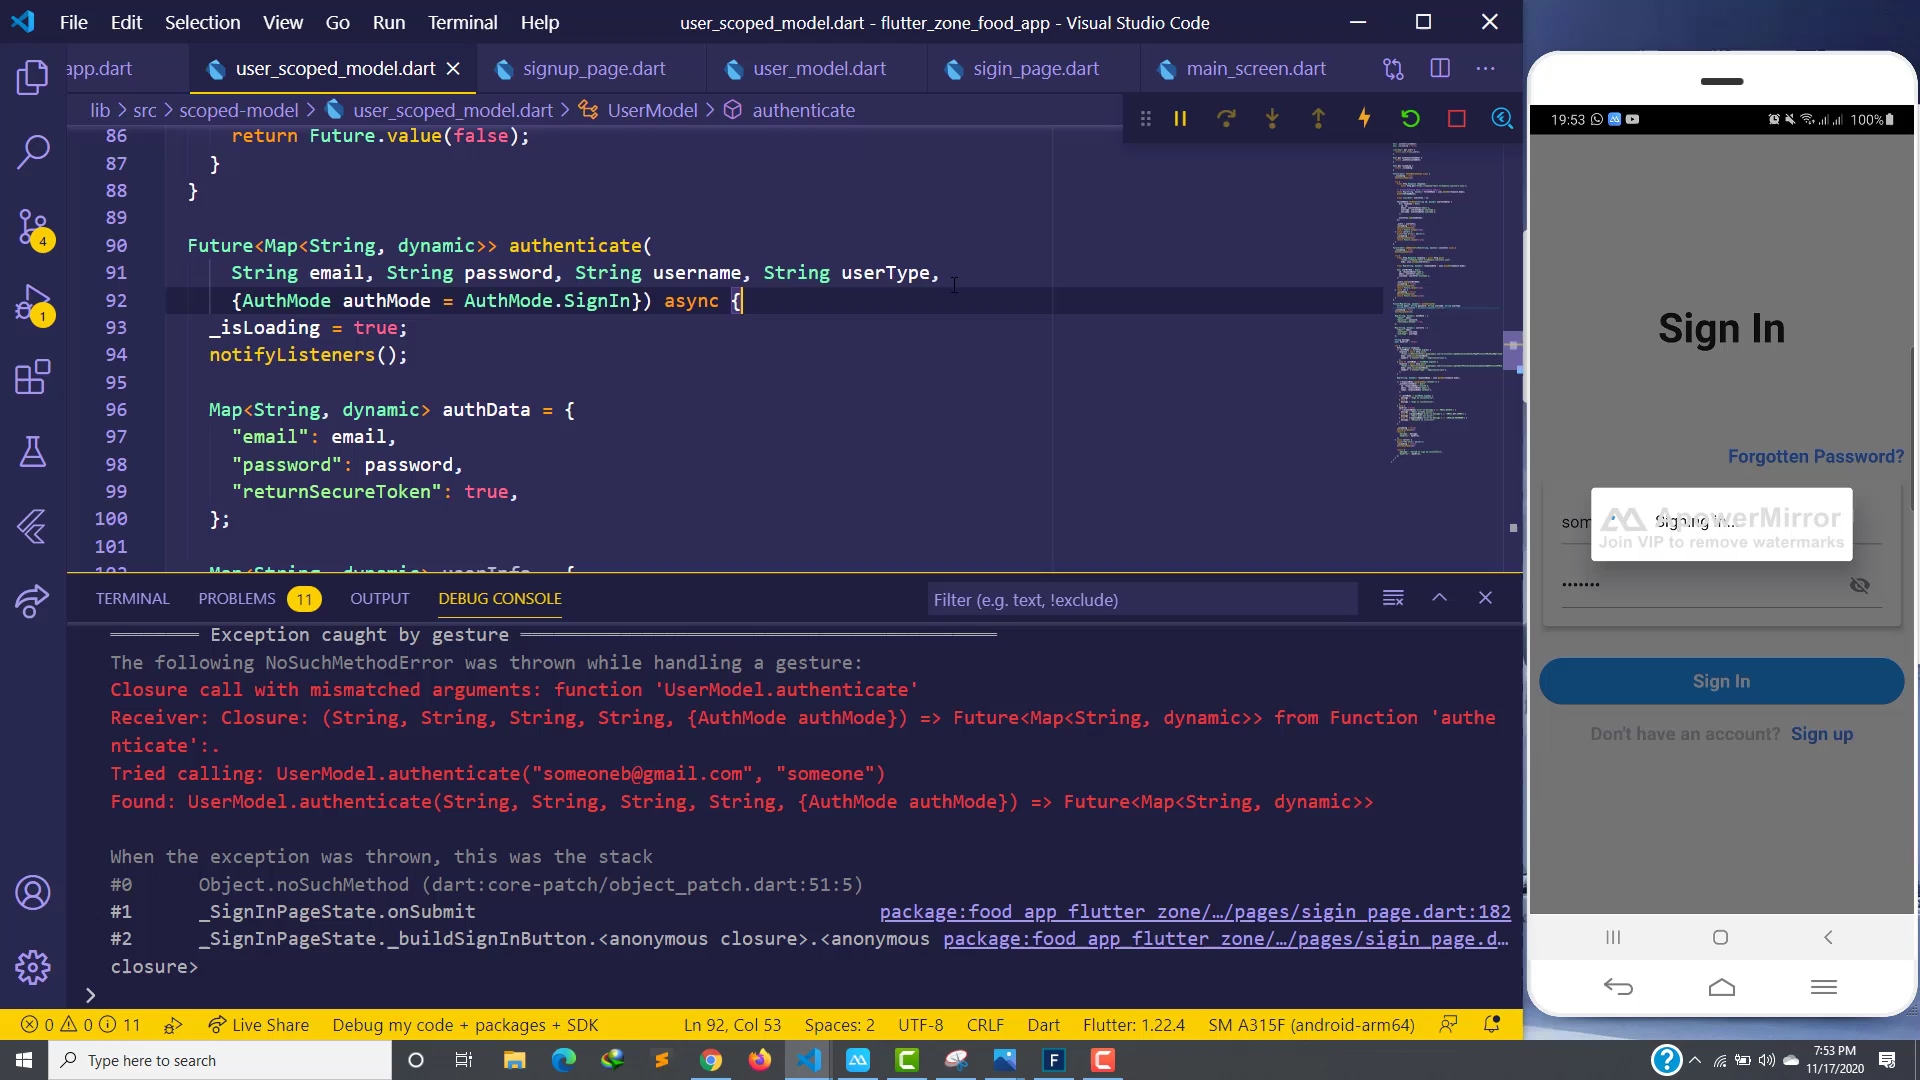 File Edit Selection View Go Run Terminal Help
user_scoped_model.dart - flutter_zone_food_app - Visual Studio Code
app.dart
user_scoped_model.dart
signup_page.dart
user_model.dart
sigin_page.dart
main_screen.dart
lib > src > scoped-model > user_scoped_model.dart > UserModel > authenticate
86 return Future.value(false);
87 }
88 }
89
90 Future<Map<String, dynamic>> authenticate(
91 String email, String password, String username, String userType,
92 {AuthMode authMode = AuthMode.SignIn}) async {
93 _isLoading = true;
94 notifyListeners();
95
96 Map<String, dynamic> authData = {
97 "email": email,
98 "password": password,
99 "returnSecureToken": true,
100 };
101
4
1
TERMINAL PROBLEMS 11 OUTPUT DEBUG CONSOLE
Filter (e.g. text, !exclude)
════════ Exception caught by gesture ═══════════════════════════════════════════
The following NoSuchMethodError was thrown while handling a gesture:
Closure call with mismatched arguments: function 'UserModel.authenticate'
Receiver: Closure: (String, String, String, String, {AuthMode authMode}) => Future<Map<String, dynamic>> from Function 'authe
nticate':.
Tried calling: UserModel.authenticate("someoneb@gmail.com", "someone")
Found: UserModel.authenticate(String, String, String, String, {AuthMode authMode}) => Future<Map<String, dynamic>>
When the exception was thrown, this was the stack
#0 Object.noSuchMethod (dart:core-patch/object_patch.dart:51:5)
#1 _SignInPageState.onSubmit package:food_app_flutter_zone/…/pages/sigin_page.dart:182
#2 _SignInPageState._buildSignInButton.<anonymous closure>.<anonymous package:food_app_flutter_zone/…/pages/sigin_page.d…
closure>
0 0 11 Live Share Debug my code + packages + SDK Ln 92, Col 53 Spaces: 2 UTF-8 CRLF Dart Flutter: 1.22.4 SM A315F (android-arm64)
Type here to search
7:53 PM
11/17/2020
19:53
100%
Sign In
Forgotten Password?
som
Signing in...
ApowerMirror
Join VIP to remove watermarks
•••••••
Sign In
Don't have an account? Sign up